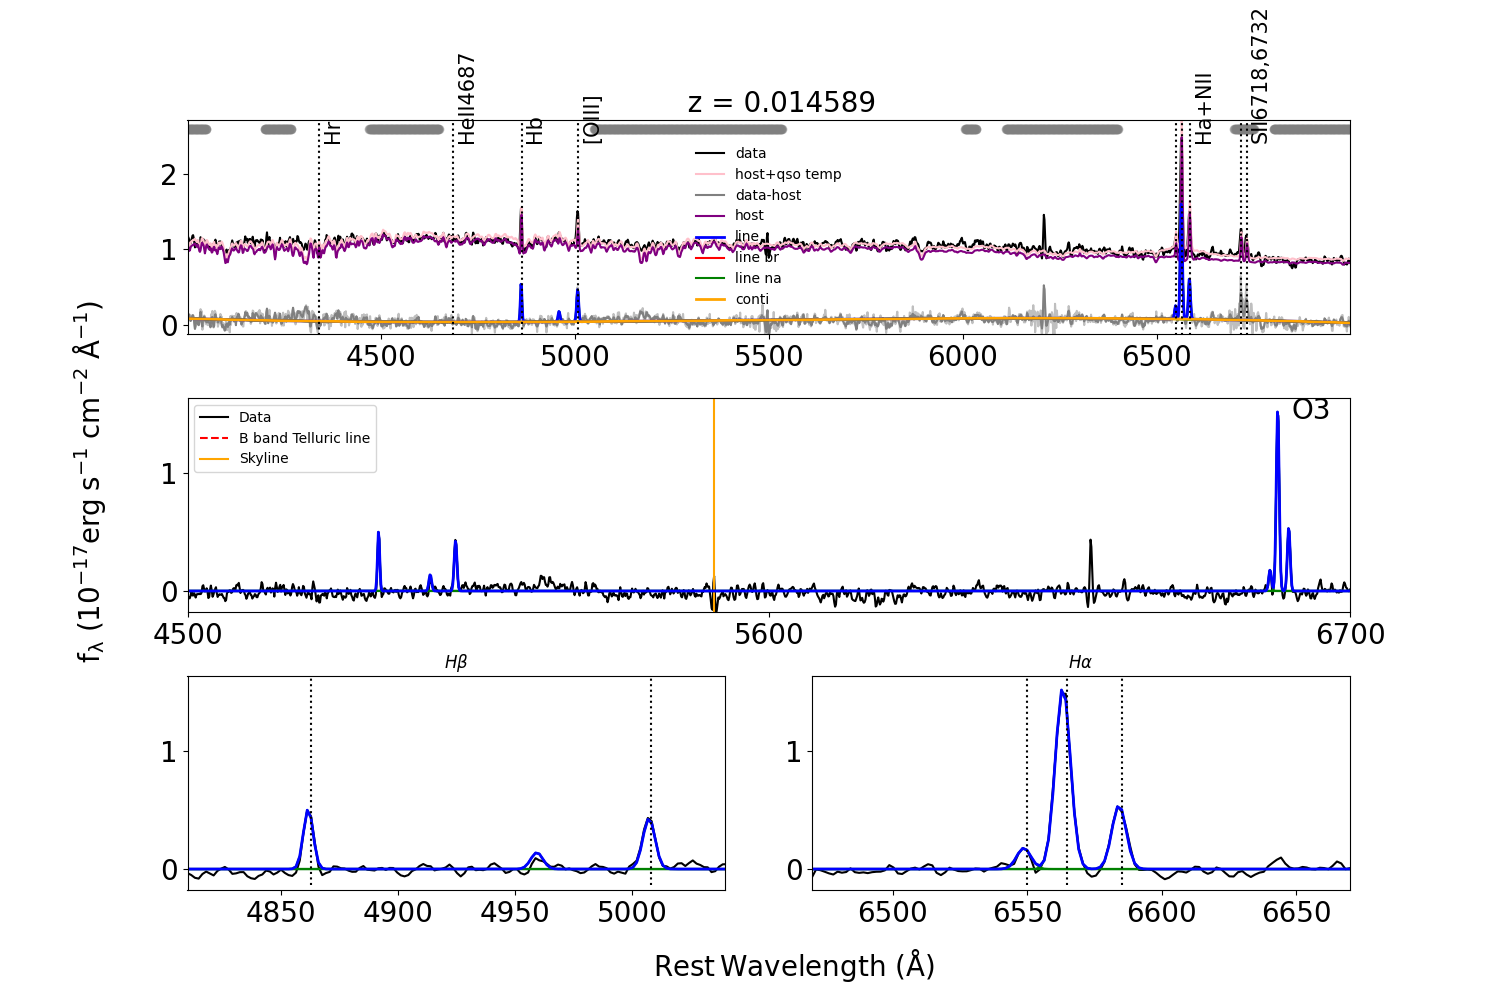 z = 0.014589
Hr
HeII4687
Hb
[OIII]
Ha+NII
SII6718,6732
data
host+qso temp
data-host
host
line
line br
line na
conti
2
1
0
4500
5000
5500
6000
6500
fλ (10⁻¹⁷erg s⁻¹ cm⁻² Å⁻¹)
Data
B band Telluric line
Skyline
O3
1
0
4500
5600
6700
Hβ
1
0
4850
4900
4950
5000
Hα
1
0
6500
6550
6600
6650
Rest Wavelength (Å)